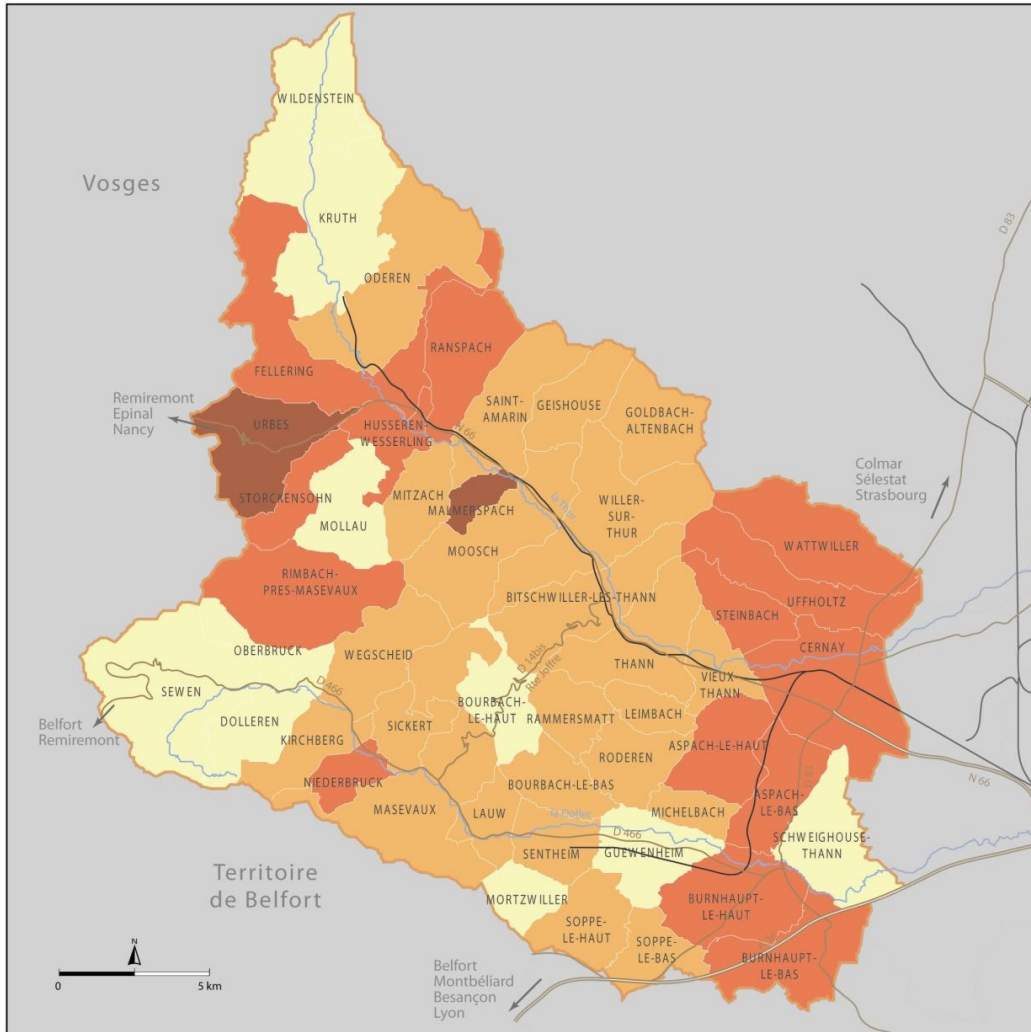 WILDENSTEIN
Vosges
D 83
KRUTH
ODEREN
RANSPACH
FELLERING
Remiremont
Epinal
Nancy
URBES
HUSSEREN-
WESSERLING
N 66
SAINT-
AMARIN
GEISHOUSE
GOLDBACH-
ALTENBACH
Colmar
Sélestat
Strasbourg
STORCKENSOHN
MITZACH
MALMERSPACH
la Thur
WILLER-
SUR-
THUR
MOLLAU
MOOSCH
WATTWILLER
RIMBACH-
PRES-MASEVAUX
BITSCHWILLER-LES-THANN
STEINBACH
UFFHOLTZ
CERNAY
OBERBRUCK
WEGSCHEID
D 14bis
Rte Joffre
THANN
VIEUX
THANN
SEWEN
D 466
BOURBACH-
LE-HAUT
Belfort
Remiremont
DOLLEREN
KIRCHBERG
SICKERT
RAMMERSMATT
LEIMBACH
ASPACH-LE-HAUT
RODEREN
NIEDERBRUCK
BOURBACH-LE-BAS
N 66
D 83
ASPACH-
LE-BAS
MASEVAUX
LAUW
MICHELBACH
la Doller
D 466
SCHWEIGHOUSE-
THANN
SENTHEIM
GUEWENHEIM
Territoire
de Belfort
MORTZWILLER
BURNHAUPT-
LE-HAUT
SOPPE-
LE-HAUT
SOPPE-
LE-BAS
BURNHAUPT-
LE-BAS
N
0
5 km
Belfort
Montbéliard
Besançon
Lyon